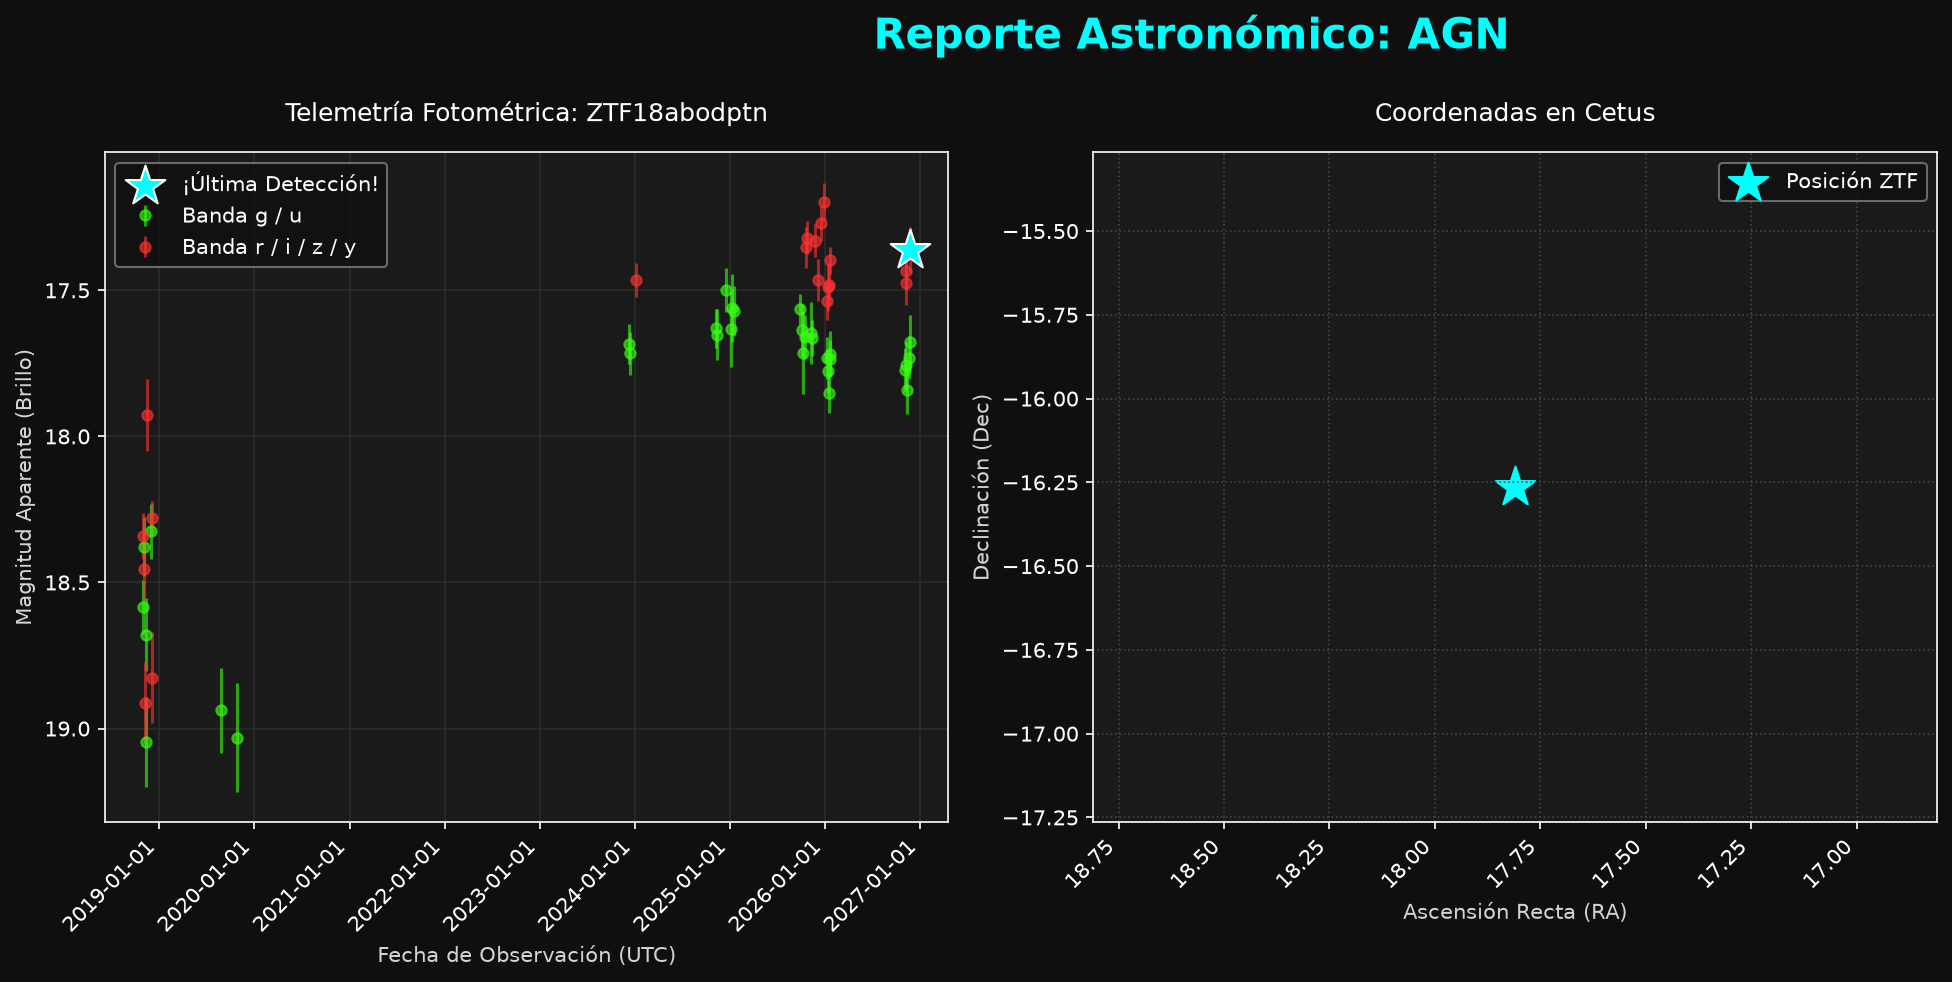 Reporte Astronómico: AGN
Telemetría Fotométrica: ZTF18abodptn
¡Última Detección!
Banda g / u
Banda r / i / z / y
Magnitud Aparente (Brillo)
17.5
18.0
18.5
19.0
2019-01-01
2020-01-01
2021-01-01
2022-01-01
2023-01-01
2024-01-01
2025-01-01
2026-01-01
2027-01-01
Fecha de Observación (UTC)
Coordenadas en Cetus
Posición ZTF
Declinación (Dec)
−15.50
−15.75
−16.00
−16.25
−16.50
−16.75
−17.00
−17.25
18.75
18.50
18.25
18.00
17.75
17.50
17.25
17.00
Ascensión Recta (RA)